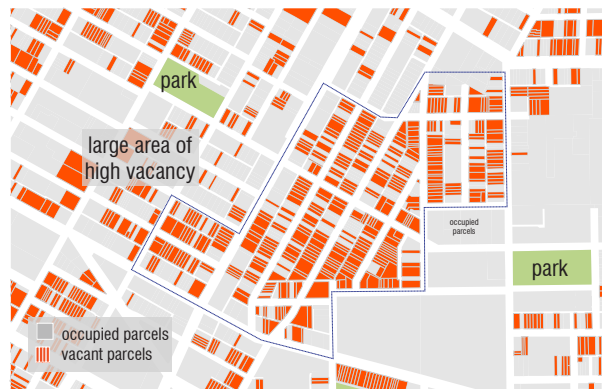 park
large area of
high vacancy
occupied
parcels
park
occupied parcels
vacant parcels